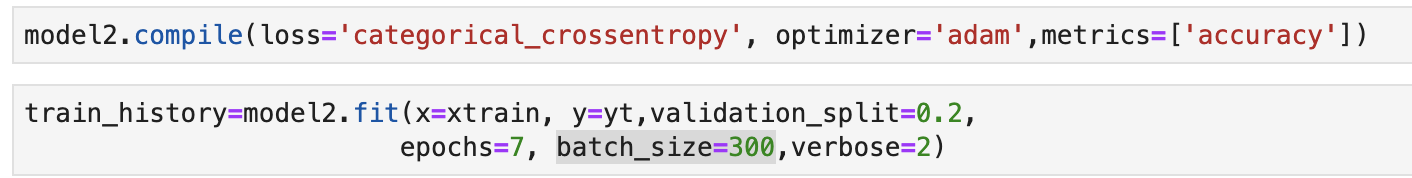 model2.compile(loss='categorical_crossentropy', optimizer='adam',metrics=['accuracy'])
train_history=model2.fit(x=xtrain, y=yt,validation_split=0.2,
epochs=7, batch_size=300,verbose=2)